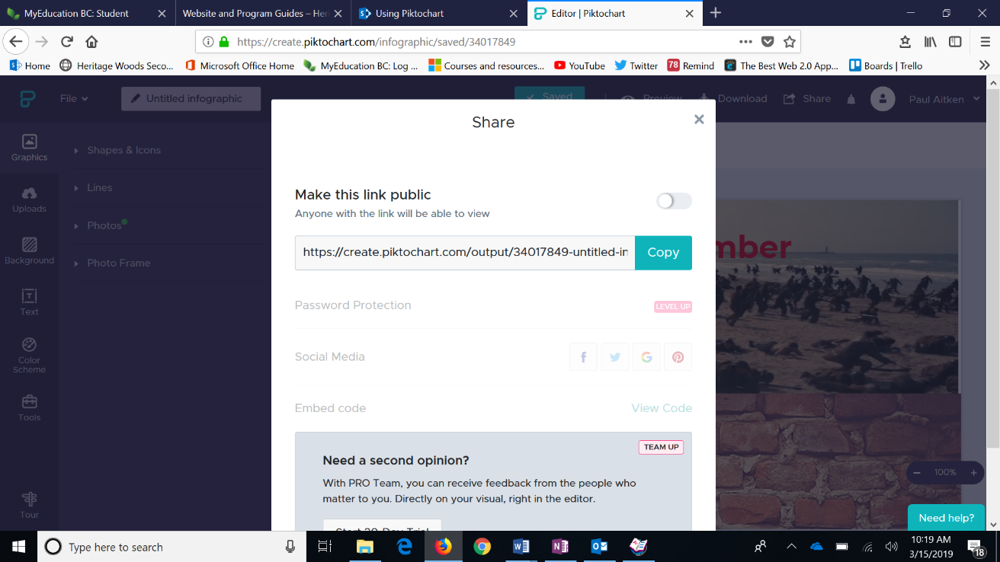 MyEducation BC: Student
Website and Program Guides – Her
Using Piktochart
Editor | Piktochart
https://create.piktochart.com/infographic/saved/34017849
Home
Heritage Woods Seco...
Microsoft Office Home
MyEducation BC: Log ...
Courses and resources...
YouTube
Twitter
78 Remind
The Best Web 2.0 App...
Boards | Trello
File
Untitled infographic
Saved
Preview
Download
Share
Paul Aitken
Graphics
Uploads
Background
Text
Color
Scheme
Tools
Tour
Shapes & Icons
Lines
Photos
Photo Frame
Share
Make this link public
Anyone with the link will be able to view
https://create.piktochart.com/output/34017849-untitled-in
Copy
Password Protection
LEVEL UP
Social Media
Embed code
View Code
TEAM UP
Need a second opinion?
With PRO Team, you can receive feedback from the people who
matter to you. Directly on your visual, right in the editor.
Start 30-Day Trial
mber
100%
Need help?
Type here to search
10:19 AM
3/15/2019
18